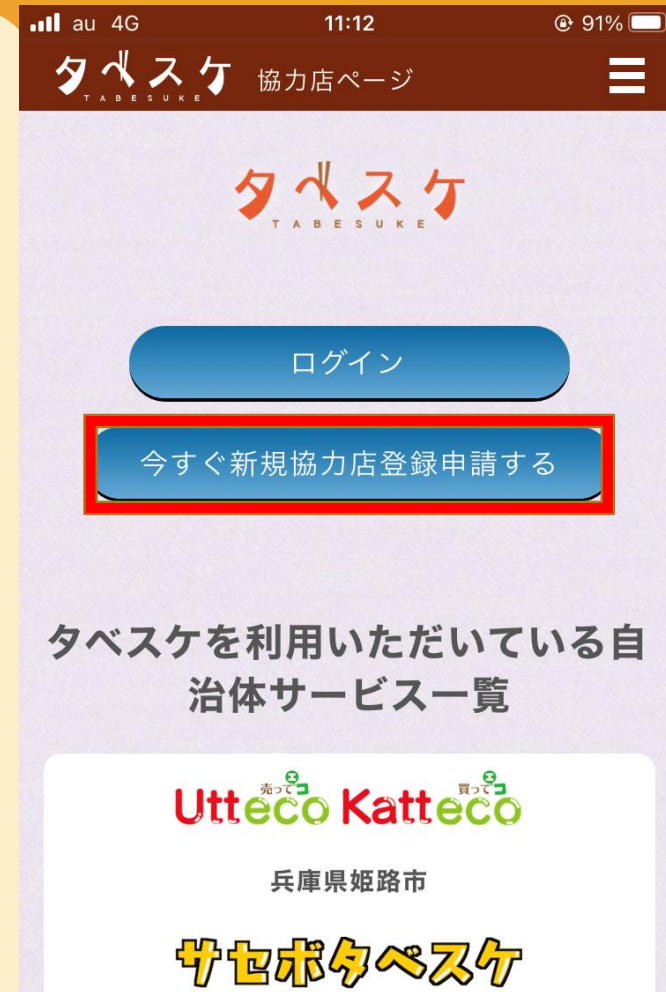 au 4G 11:12 91%
タベスケ 協力店ページ
TABESUKE
タベスケ
TABESUKE
ログイン
今すぐ新規協力店登録申請する
タベスケを利用いただいている自
治体サービス一覧
売って 買って
Utteco Katteco
兵庫県姫路市
サセボタベスケ